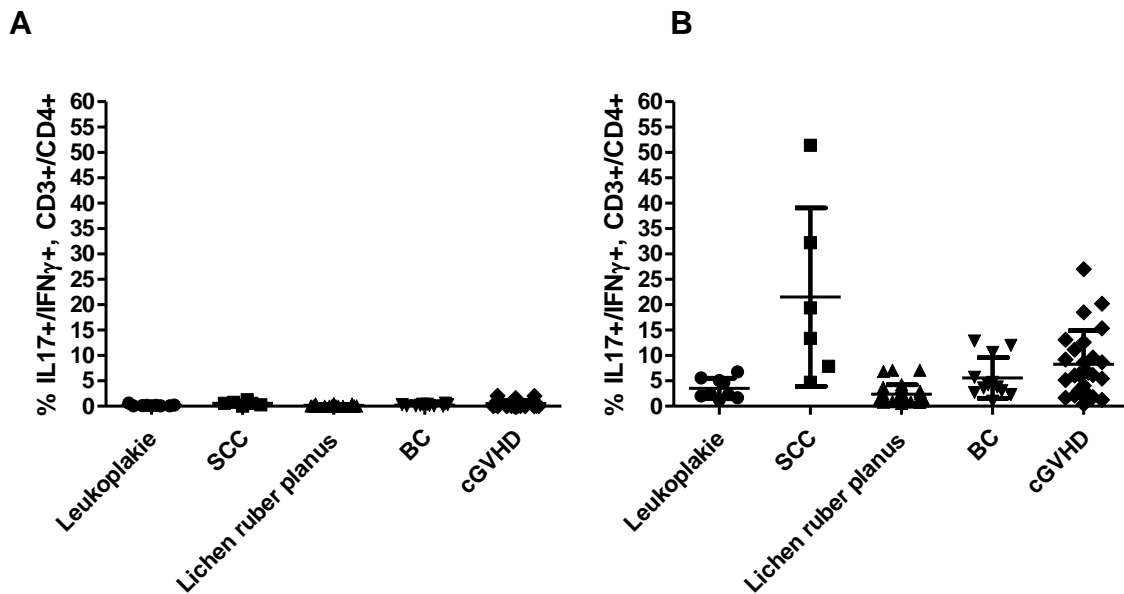 A
B
% IL17+/IFNγ+, CD3+/CD4+
60
55
50
45
40
35
30
25
20
15
10
5
0
Leukoplakie
SCC
Lichen ruber planus
BC
cGVHD
% IL17+/IFNγ+, CD3+/CD4+
60
55
50
45
40
35
30
25
20
15
10
5
0
Leukoplakie
SCC
Lichen ruber planus
BC
cGVHD